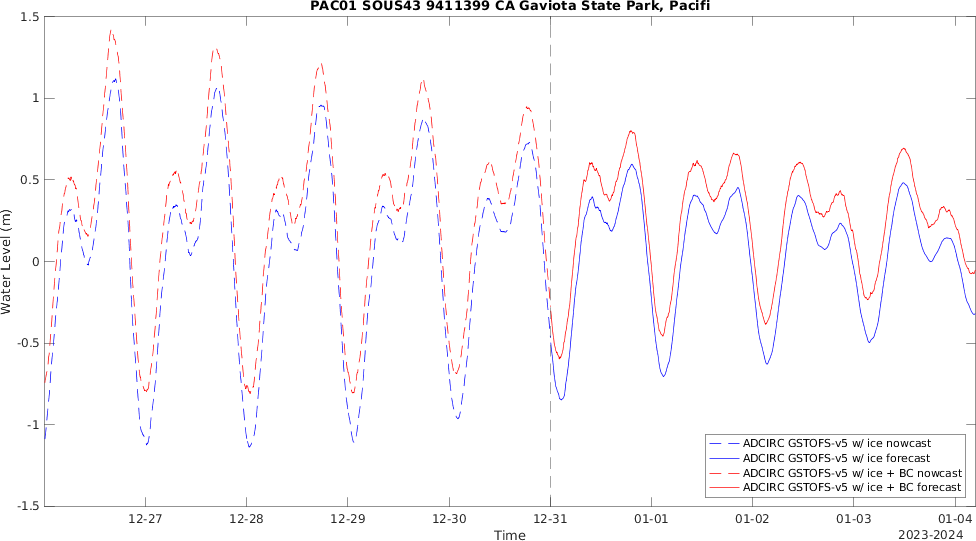 PAC01 SOUS43 9411399 CA Gaviota State Park, Pacifi
Water Level (m)
1.5
1
0.5
0
-0.5
-1
-1.5
12-27 12-28 12-29 12-30 12-31 01-01 01-02 01-03 01-04
Time
2023-2024
ADCIRC GSTOFS-v5 w/ ice nowcast
ADCIRC GSTOFS-v5 w/ ice forecast
ADCIRC GSTOFS-v5 w/ ice + BC nowcast
ADCIRC GSTOFS-v5 w/ ice + BC forecast